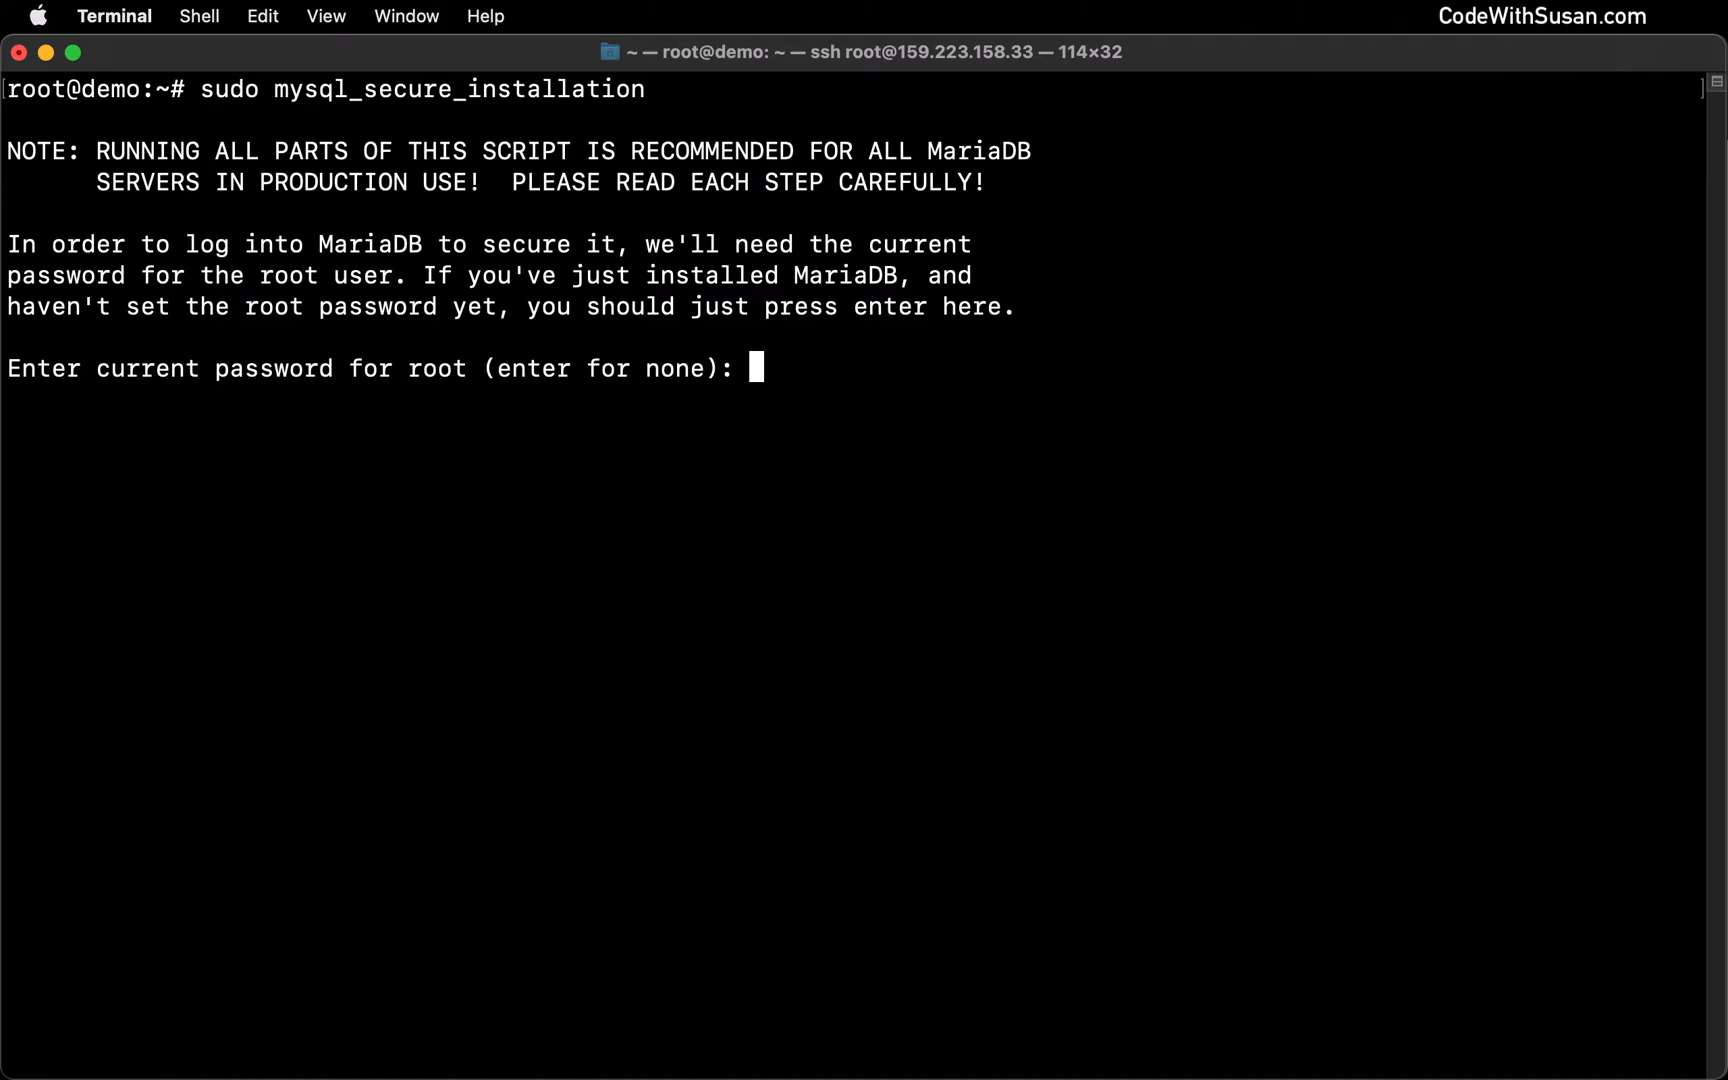 Terminal Shell Edit View Window Help CodeWithSusan.com
~ — root@demo: ~ — ssh root@159.223.158.33 — 114×32
[root@demo:~# sudo mysql_secure_installation ]
NOTE: RUNNING ALL PARTS OF THIS SCRIPT IS RECOMMENDED FOR ALL MariaDB
SERVERS IN PRODUCTION USE!  PLEASE READ EACH STEP CAREFULLY!
In order to log into MariaDB to secure it, we'll need the current
password for the root user. If you've just installed MariaDB, and
haven't set the root password yet, you should just press enter here.
Enter current password for root (enter for none):